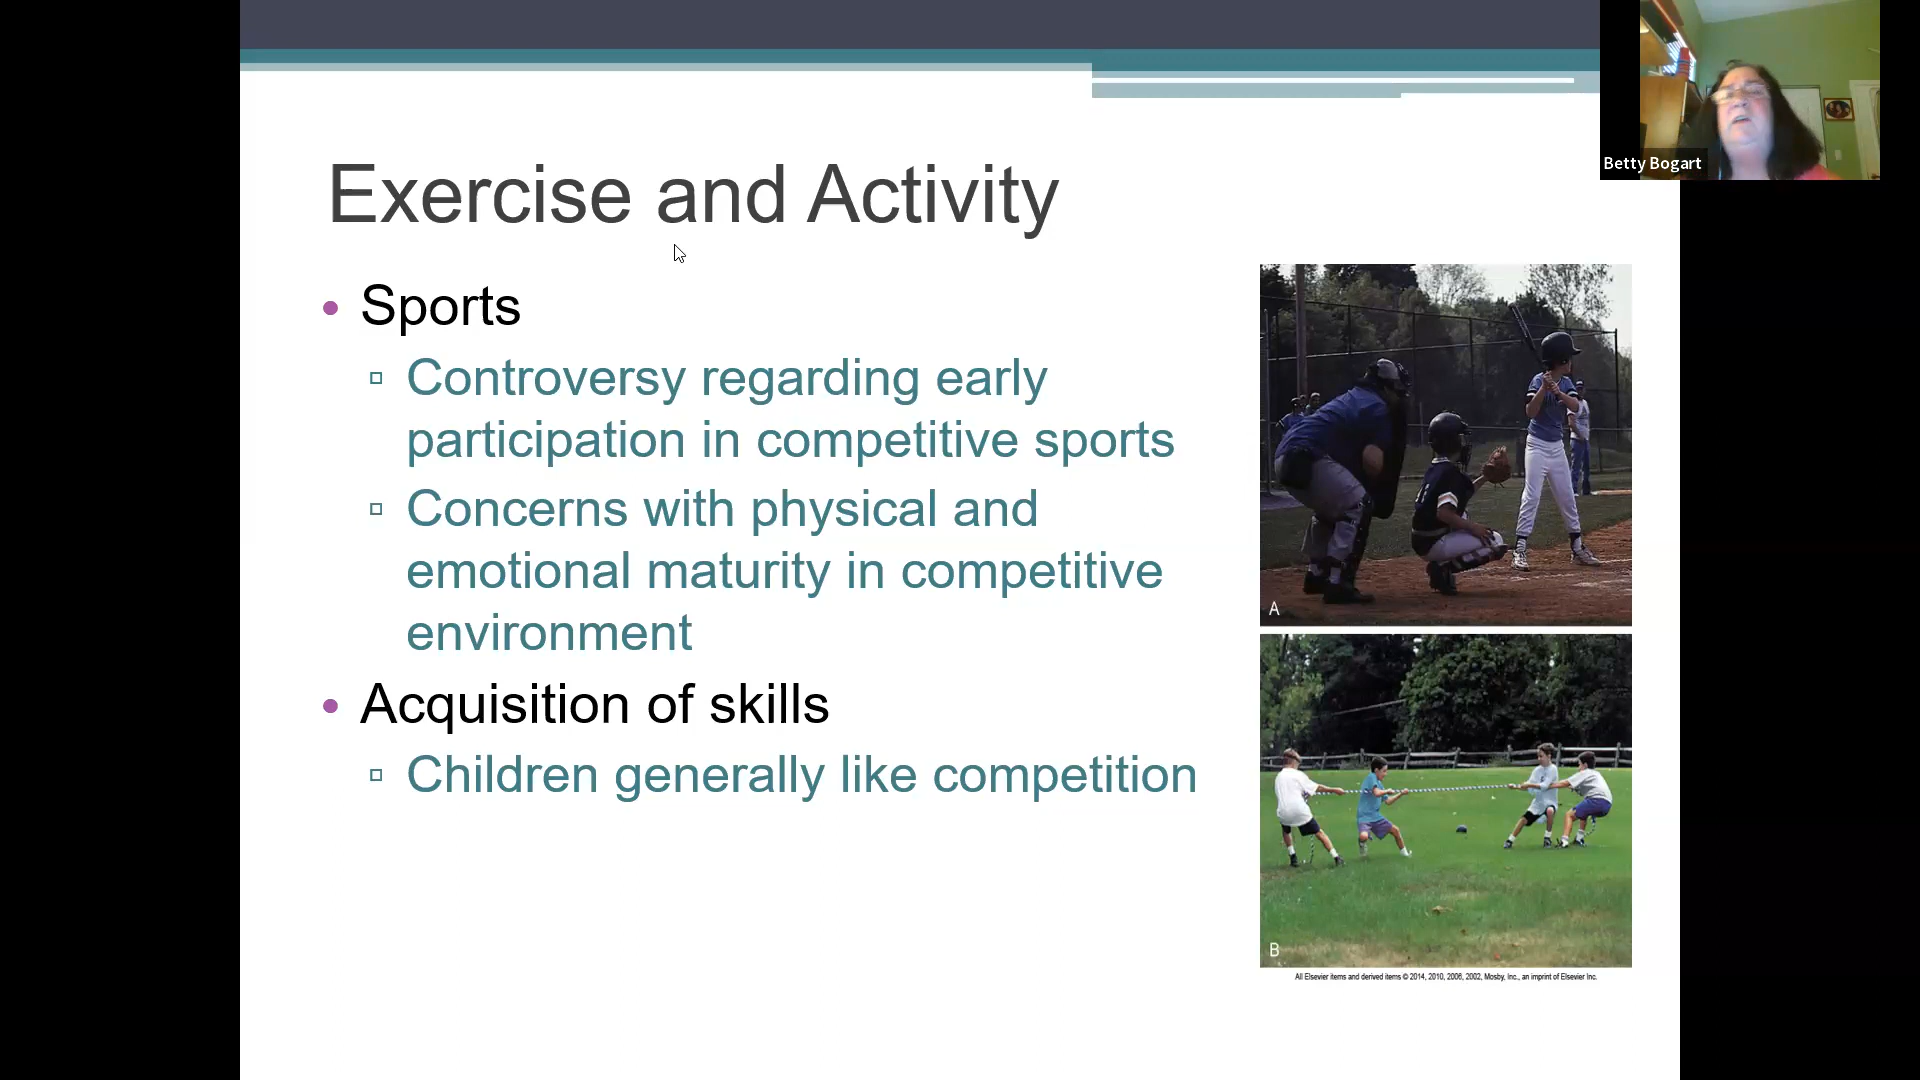 Betty Bogart
Exercise and Activity
• Sports
▫ Controversy regarding early
participation in competitive sports
▫ Concerns with physical and
emotional maturity in competitive
environment
• Acquisition of skills
▫ Children generally like competition
A
B
All Elsevier items and derived items © 2014, 2010, 2006, 2002, Mosby, Inc., an imprint of Elsevier Inc.